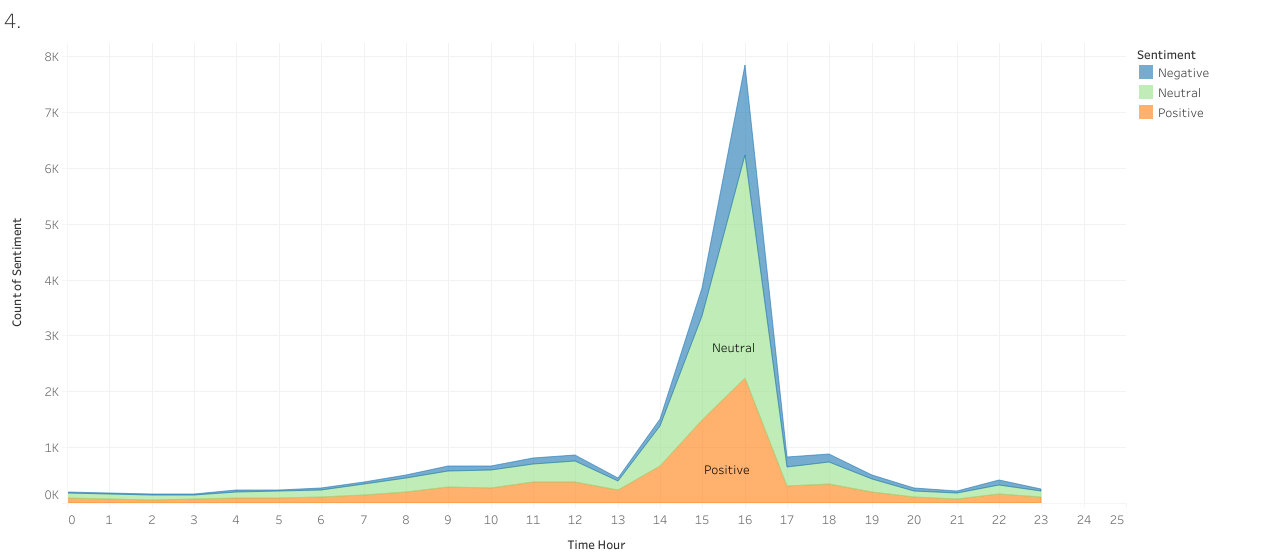 4.
8K
7K
6K
5K
4K
3K
2K
1K
0K
Count of Sentiment
Neutral
Positive
0 1 2 3 4 5 6 7 8 9 10 11 12 13 14 15 16 17 18 19 20 21 22 23 24 25
Time Hour
Sentiment
Negative
Neutral
Positive